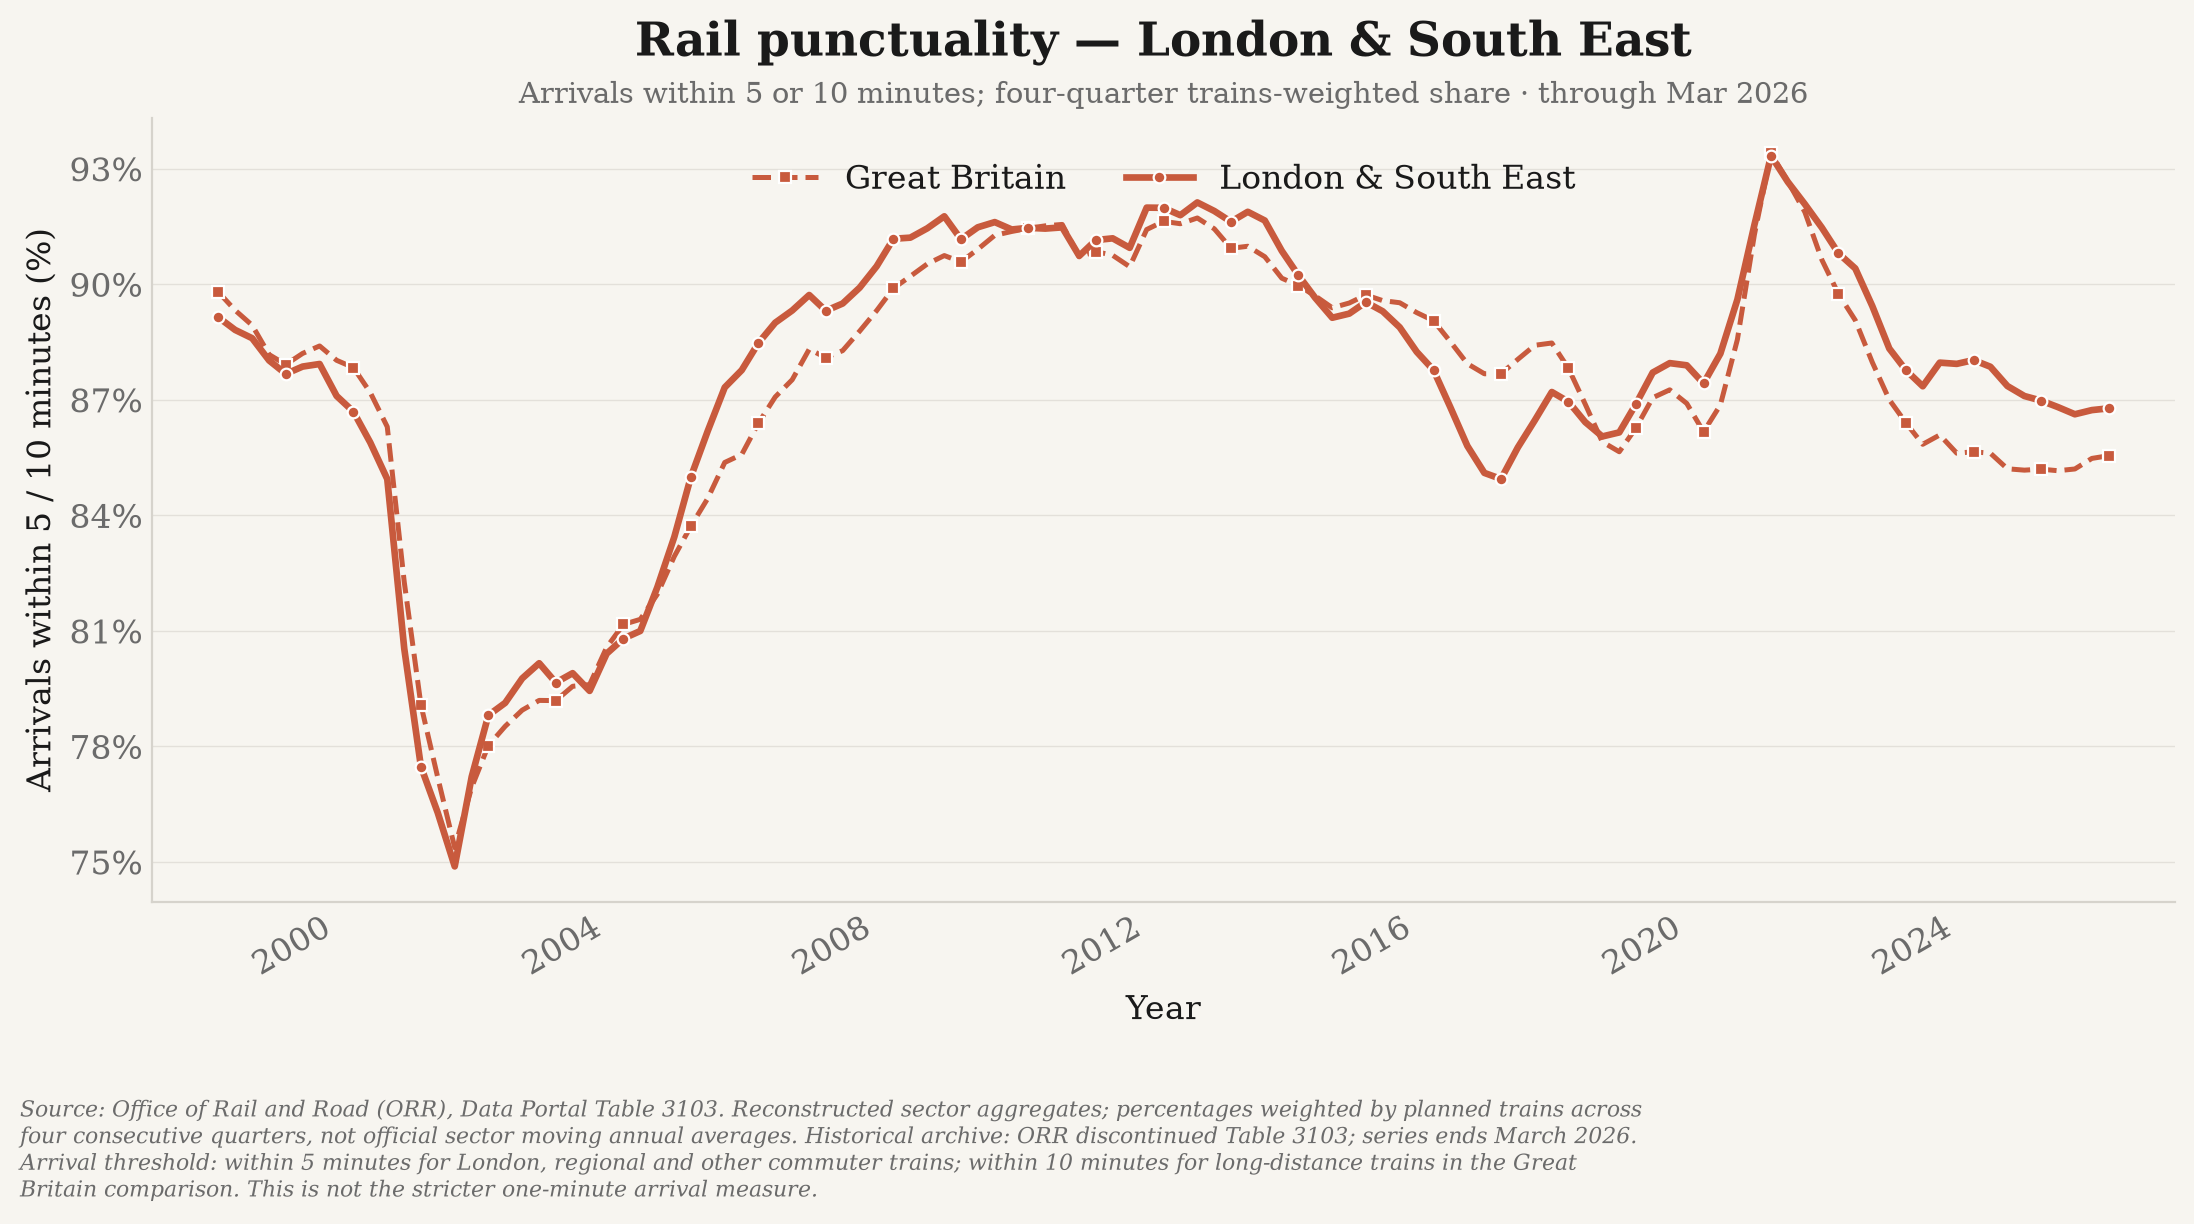 Rail punctuality — London & South East
Arrivals within 5 or 10 minutes; four-quarter trains-weighted share · through Mar 2026
Great Britain
London & South East
Arrivals within 5 / 10 minutes (%)
93%
90%
87%
84%
81%
78%
75%
2000
2004
2008
2012
2016
2020
2024
Year
Source: Office of Rail and Road (ORR), Data Portal Table 3103. Reconstructed sector aggregates; percentages weighted by planned trains across
four consecutive quarters, not official sector moving annual averages. Historical archive: ORR discontinued Table 3103; series ends March 2026.
Arrival threshold: within 5 minutes for London, regional and other commuter trains; within 10 minutes for long-distance trains in the Great
Britain comparison. This is not the stricter one-minute arrival measure.